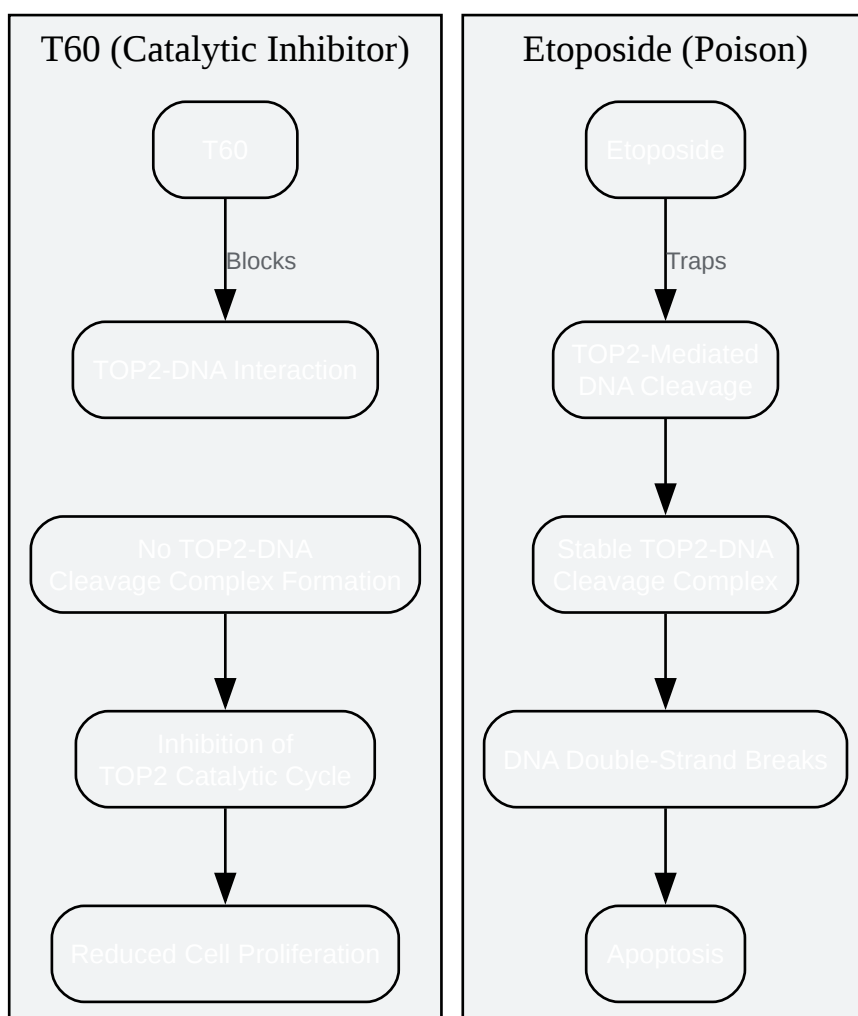 T60 (Catalytic Inhibitor)
T60
Blocks
TOP2-DNA Interaction
No TOP2-DNA
Cleavage Complex Formation
Inhibition of
TOP2 Catalytic Cycle
Reduced Cell Proliferation
Etoposide (Poison)
Etoposide
Traps
TOP2-Mediated
DNA Cleavage
Stable TOP2-DNA
Cleavage Complex
DNA Double-Strand Breaks
Apoptosis